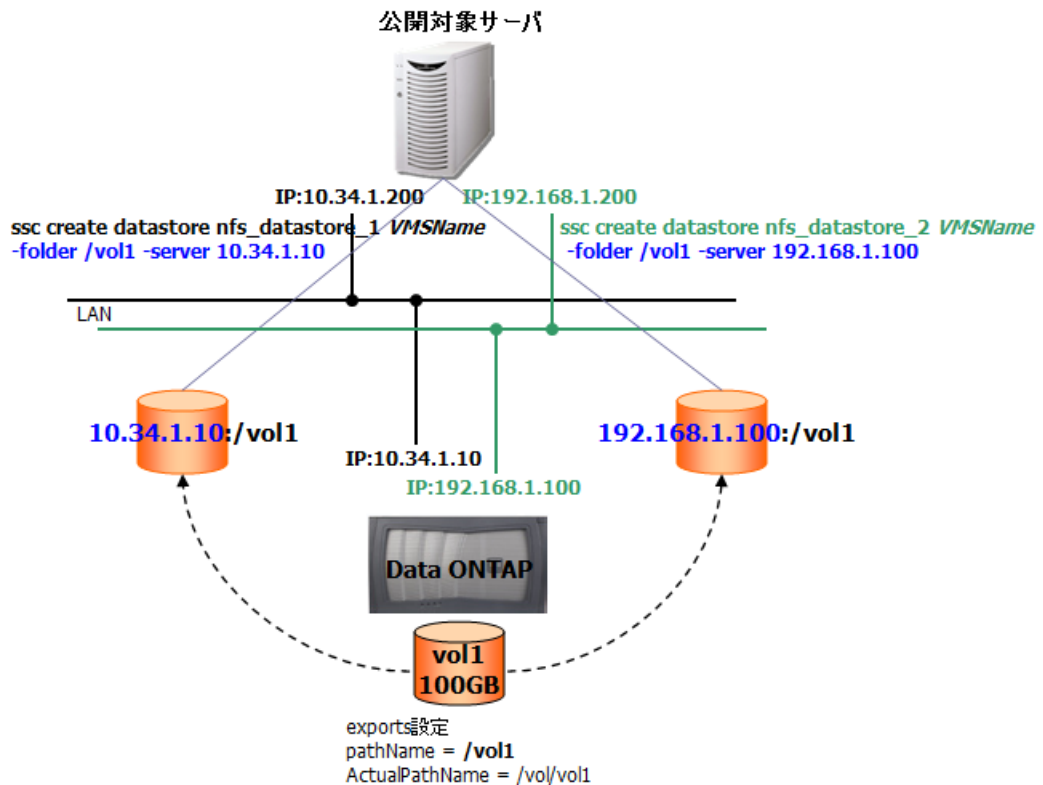 公開対象サーバ
IP:10.34.1.200
IP:192.168.1.200
ssc create datastore nfs_datastore_1 VMSName
-folder /vol1 -server 10.34.1.10
ssc create datastore nfs_datastore_2 VMSName
-folder /vol1 -server 192.168.1.100
LAN
10.34.1.10:/vol1
192.168.1.100:/vol1
IP:10.34.1.10
IP:192.168.1.100
Data ONTAP
vol1
100GB
exports設定
pathName = /vol1
ActualPathName = /vol/vol1